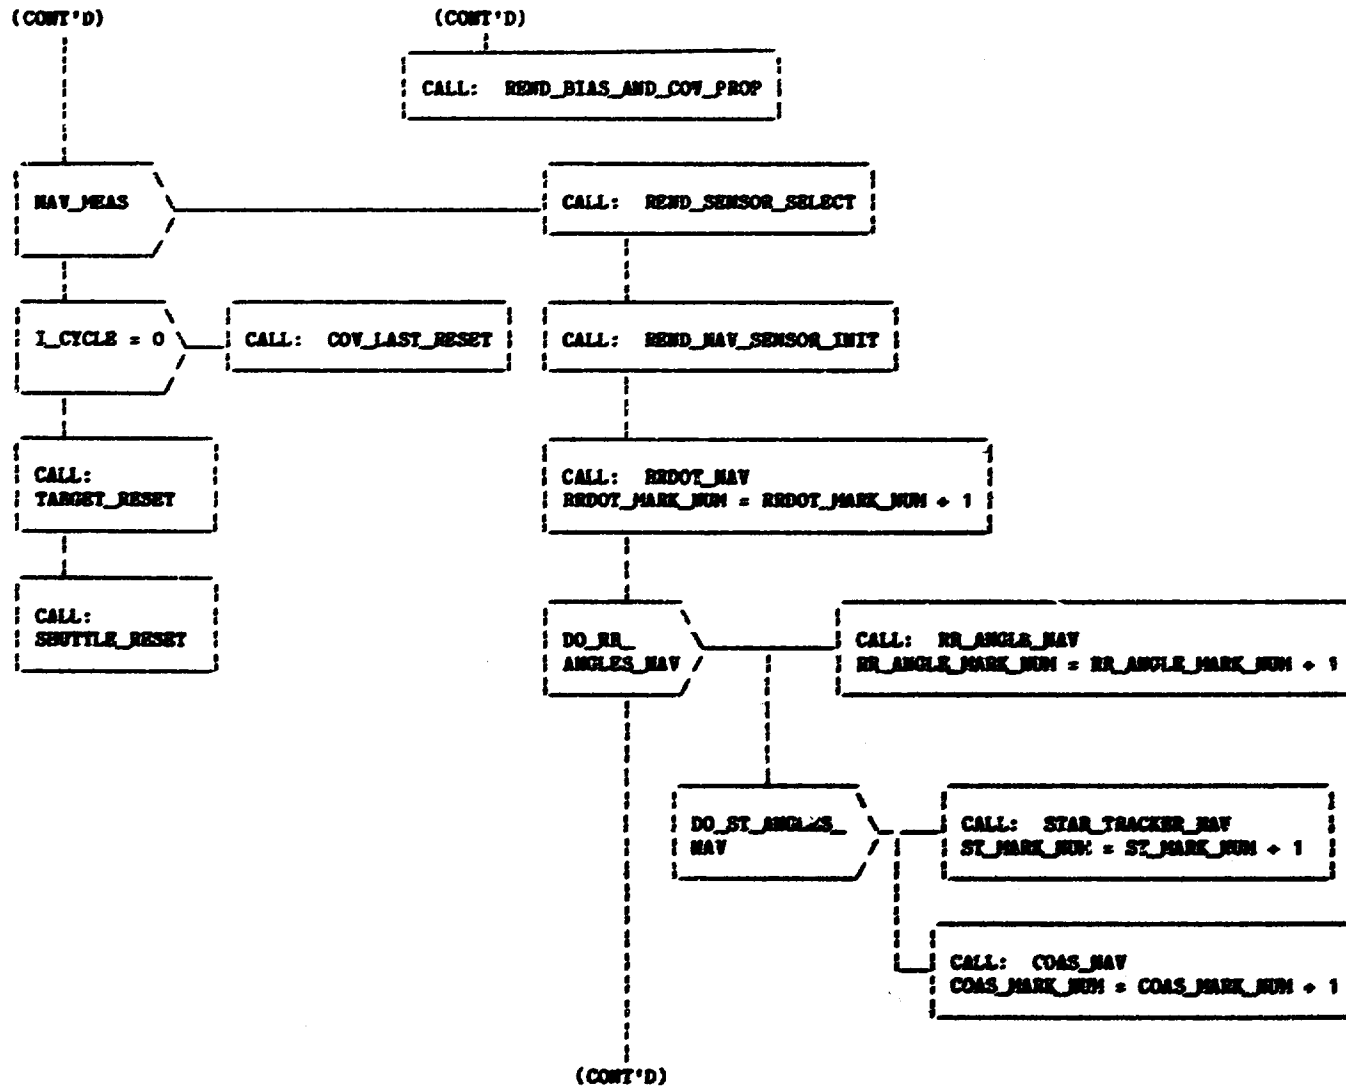 (CONT'D)
(CONT'D)
CALL: REND_BIAS_AND_COV_PROP
NAV_MEAS
CALL: REND_SENSOR_SELECT
I_CYCLE = 0
CALL: COV_LAST_RESET
CALL: REND_NAV_SENSOR_INIT
CALL:
TARGET_RESET
CALL: RRDOT_NAV
RRDOT_MARK_NUM = RRDOT_MARK_NUM + 1
CALL:
SHUTTLE_RESET
DO_RR_
ANGLES_NAV
CALL: RR_ANGLE_NAV
RR_ANGLE_MARK_NUM = RR_ANGLE_MARK_NUM + 1
DO_ST_ANGLES_
NAV
CALL: STAR_TRACKER_NAV
ST_MARK_NUM = ST_MARK_NUM + 1
CALL: COAS_NAV
COAS_MARK_NUM = COAS_MARK_NUM + 1
(CONT'D)